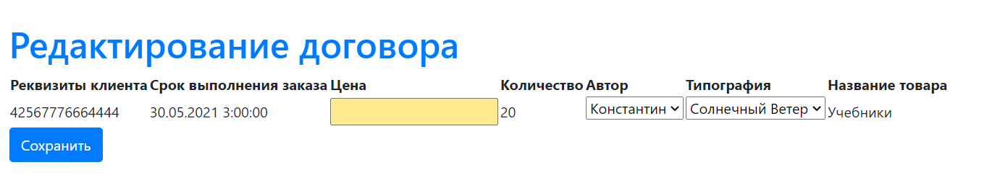 Редактирование договора
Реквизиты клиента Срок выполнения заказа Цена Количество Автор Типография Название товара
42567776664444 30.05.2021 3:00:00 20 Константин Солнечный Ветер Учебники
Сохранить